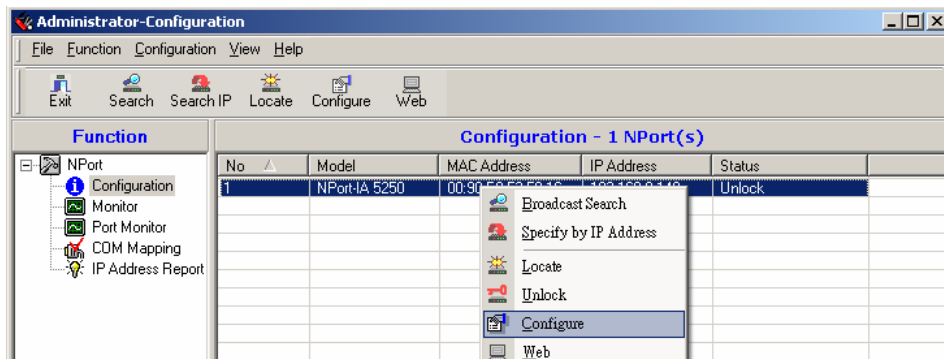 Administrator-Configuration
File Function Configuration View Help
Exit Search Search IP Locate Configure Web
Function
Configuration - 1 NPort(s)
NPort
Configuration
Monitor
Port Monitor
COM Mapping
IP Address Report
No Model MAC Address IP Address Status
1 NPort-IA 5250 Unlock
Broadcast Search
Specify by IP Address
Locate
Unlock
Configure
Web